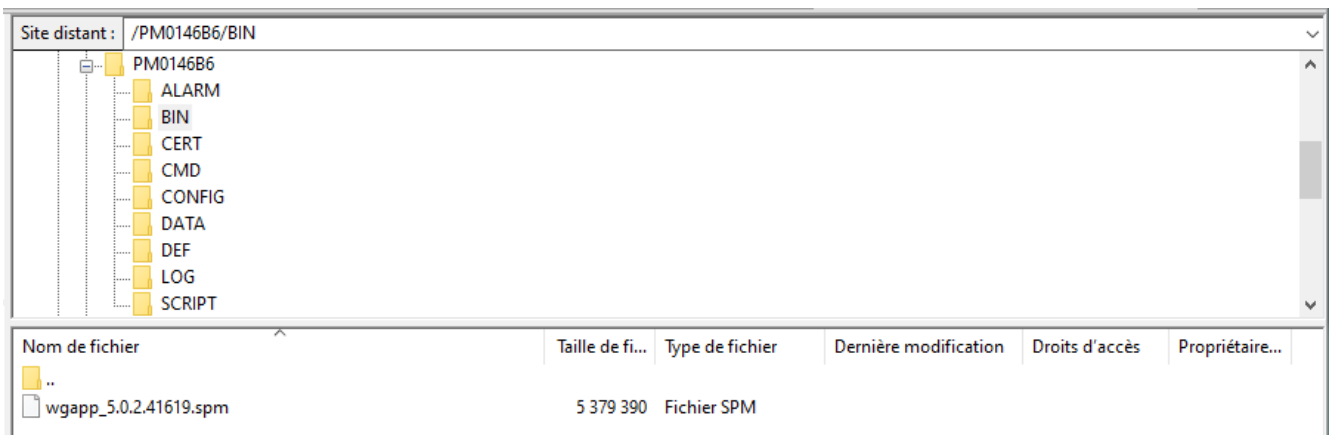 Site distant : /PM0146B6/BIN
PM0146B6
ALARM
BIN
CERT
CMD
CONFIG
DATA
DEF
LOG
SCRIPT
Nom de fichier Taille de fi... Type de fichier Dernière modification Droits d'accès Propriétaire...
..
wgapp_5.0.2.41619.spm 5 379 390 Fichier SPM